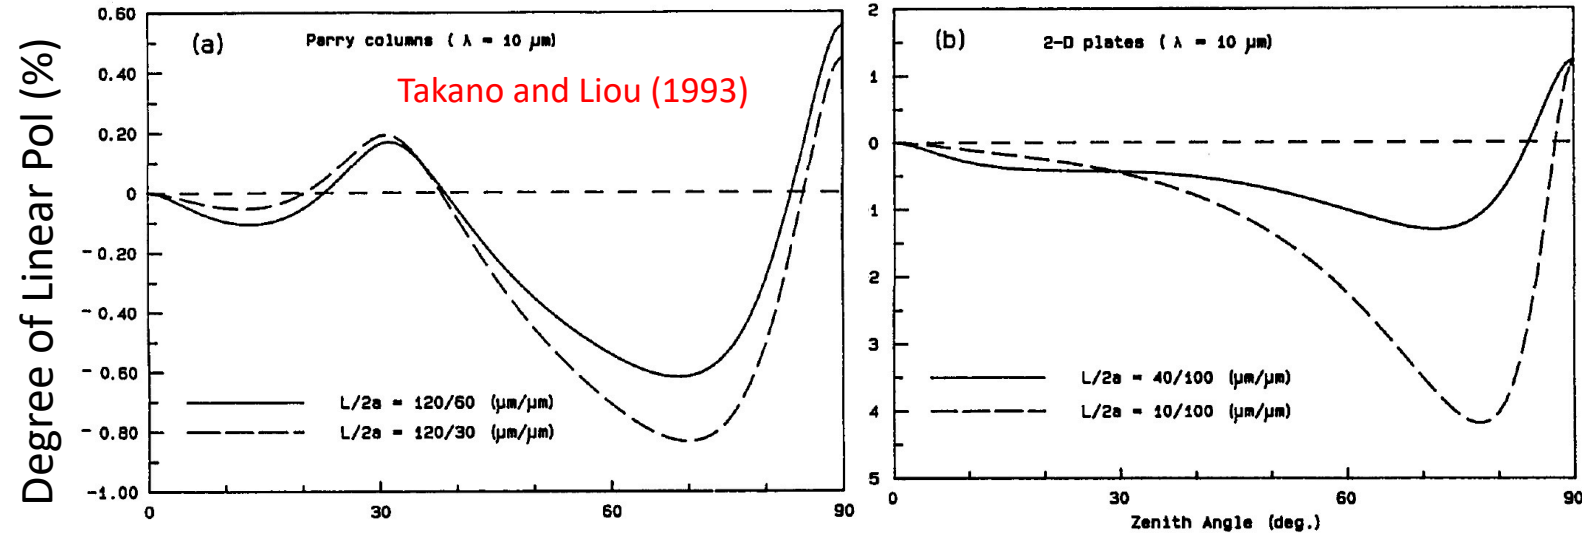 Degree of Linear Pol (%)
(a)
Parry columns ( λ = 10 μm)
Takano and Liou (1993)
0.60
0.40
0.20
0
-0.20
-0.40
-0.60
-0.80
-1.00
L/2a = 120/60 (μm/μm)
L/2a = 120/30 (μm/μm)
0
30
60
90
(b)
2-D plates ( λ = 10 μm)
2
1
0
1
2
3
4
5
L/2a = 40/100 (μm/μm)
L/2a = 10/100 (μm/μm)
0
30
60
90
Zenith Angle (deg.)